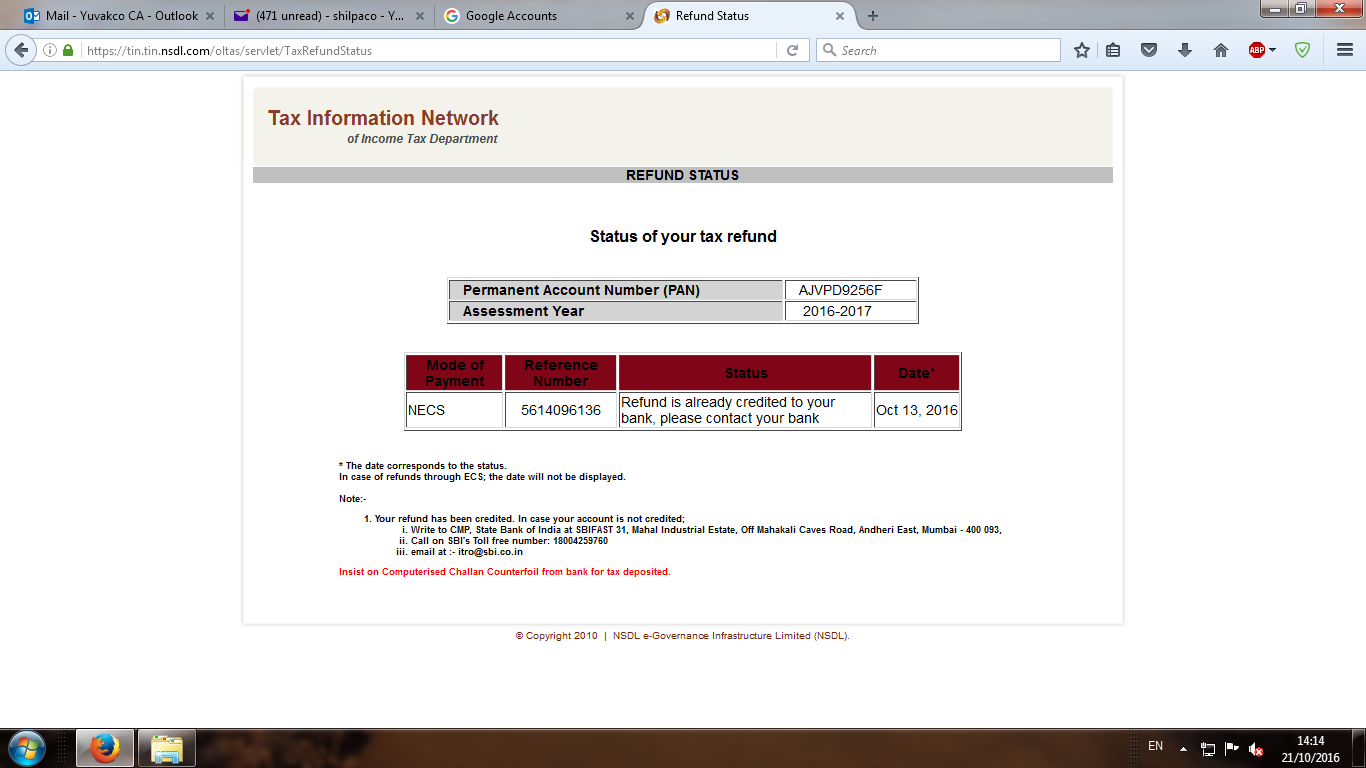 Mail - Yuvakco CA - Outlook
(471 unread) - shilpaco - Y...
Google Accounts
Refund Status
https://tin.tin.nsdl.com/oltas/servlet/TaxRefundStatus
Search
ABP
Tax Information Network
of Income Tax Department
REFUND STATUS
Status of your tax refund
Permanent Account Number (PAN) AJVPD9256F
Assessment Year 2016-2017
Mode of Payment Reference Number Status Date*
NECS 5614096136 Refund is already credited to your bank, please contact your bank Oct 13, 2016
* The date corresponds to the status.
In case of refunds through ECS; the date will not be displayed.
Note:-
1. Your refund has been credited. In case your account is not credited;
i. Write to CMP, State Bank of India at SBIFAST 31, Mahal Industrial Estate, Off Mahakali Caves Road, Andheri East, Mumbai - 400 093,
ii. Call on SBI's Toll free number: 18004259760
iii. email at :- itro@sbi.co.in
Insist on Computerised Challan Counterfoil from bank for tax deposited.
© Copyright 2010 | NSDL e-Governance Infrastructure Limited (NSDL).
EN
14:14
21/10/2016